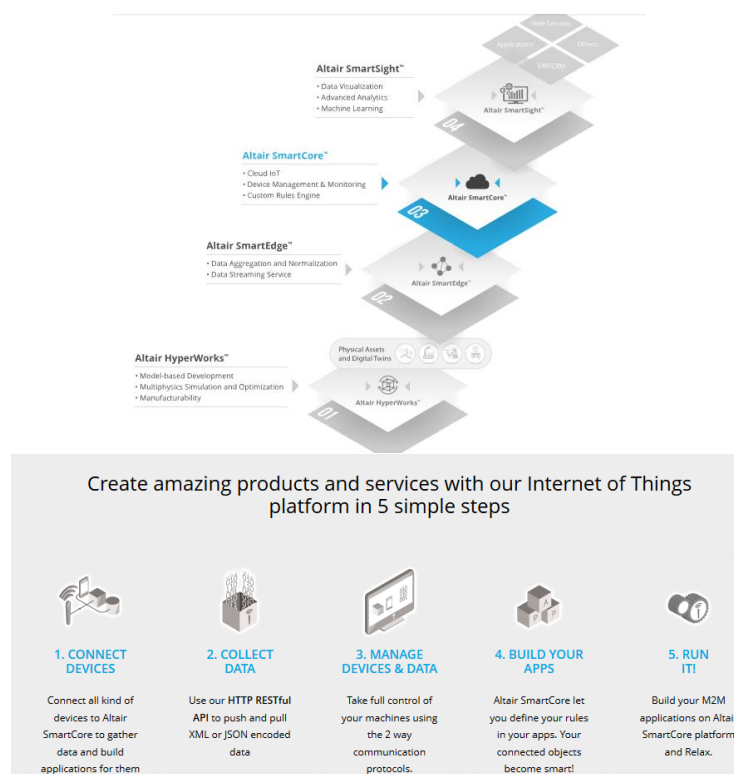 Web Services
Applications
Others
ERP/CRM
Altair SmartSight™
• Data Visualization
• Advanced Analytics
• Machine Learning
Altair SmartSight™
04
Altair SmartCore™
• Cloud IoT
• Device Management & Monitoring
• Custom Rules Engine
Altair SmartCore™
03
Altair SmartEdge™
• Data Aggregation and Normalization
• Data Streaming Service
Altair SmartEdge™
02
Physical Assets
and Digital Twins
Altair HyperWorks™
• Model-based Development
• Multiphysics Simulation and Optimization
• Manufacturability
Altair HyperWorks™
01
Create amazing products and services with our Internet of Things
platform in 5 simple steps
1. CONNECT
DEVICES
Connect all kind of
devices to Altair
SmartCore to gather
data and build
applications for them
2. COLLECT
DATA
Use our HTTP RESTful
API to push and pull
XML or JSON encoded
data
3. MANAGE
DEVICES & DATA
Take full control of
your machines using
the 2 way
communication
protocols.
A
P P
4. BUILD YOUR
APPS
Altair SmartCore let
you define your rules
in your apps. Your
connected objects
become smart!
5. RUN
IT!
Build your M2M
applications on Altai
SmartCore platform
and Relax.